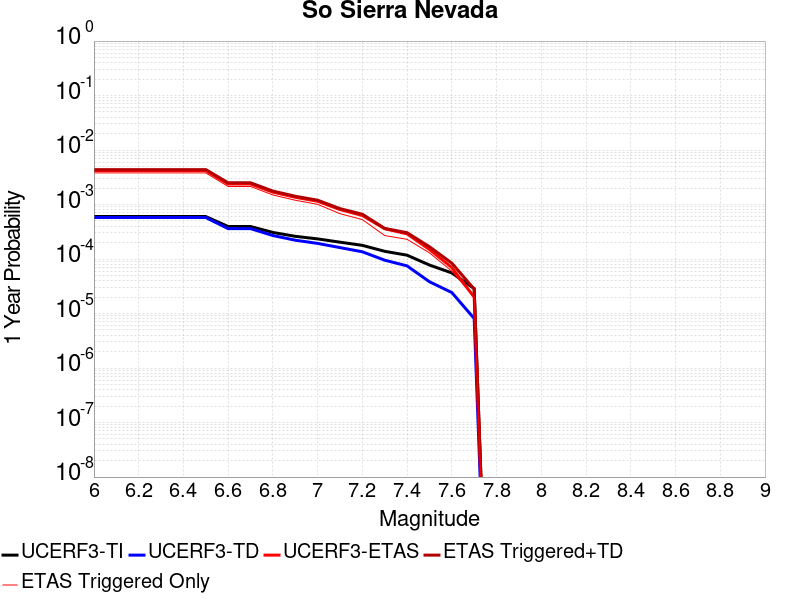 So Sierra Nevada
10^0
10^-1
10^-2
10^-3
10^-4
10^-5
10^-6
10^-7
10^-8
1 Year Probability
6 6.2 6.4 6.6 6.8 7 7.2 7.4 7.6 7.8 8 8.2 8.4 8.6 8.8 9
Magnitude
UCERF3-TI UCERF3-TD UCERF3-ETAS ETAS Triggered+TD
ETAS Triggered Only